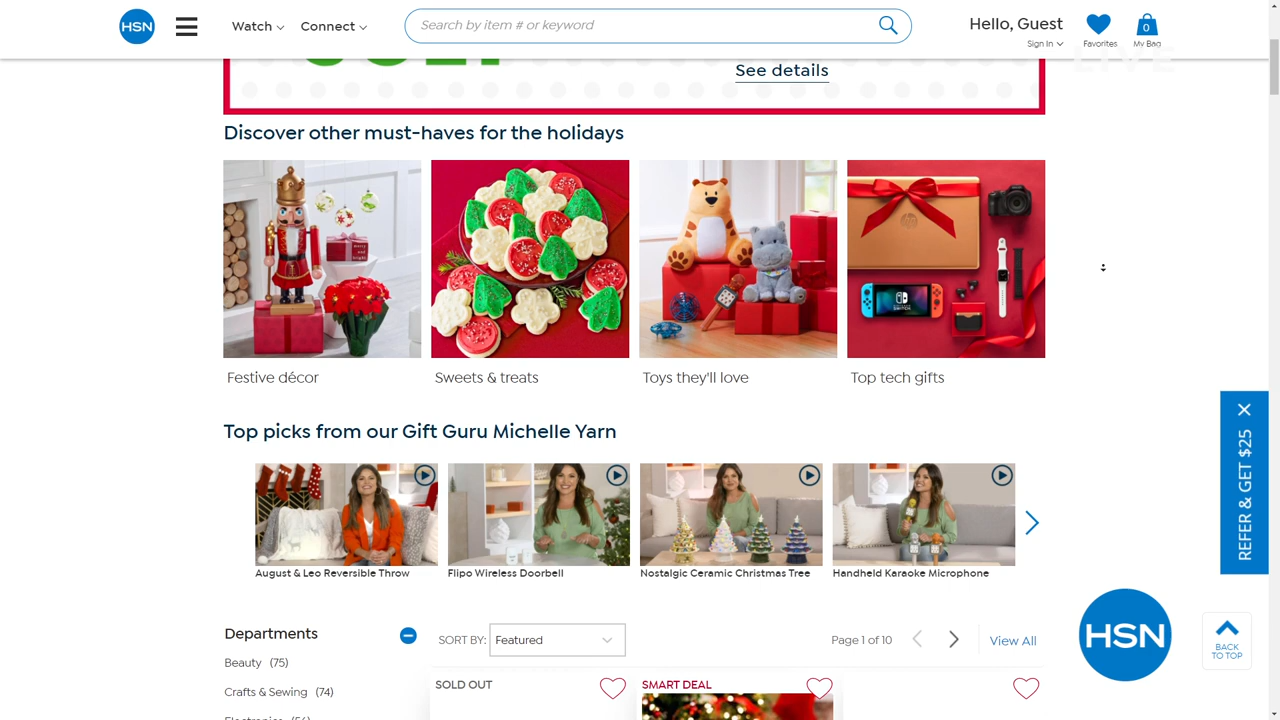 HSN
Watch
Connect
Search by item # or keyword
Hello, Guest
Sign In
Favorites
0
My Bag
LIVE
See details
Discover other must-haves for the holidays
Festive décor
Sweets & treats
Toys they'll love
Top tech gifts
Top picks from our Gift Guru Michelle Yarn
August & Leo Reversible Throw
Flipo Wireless Doorbell
Nostalgic Ceramic Christmas Tree
Handheld Karaoke Microphone
REFER & GET $25
Departments
Beauty (75)
Crafts & Sewing (74)
SORT BY:
Featured
Page 1 of 10
View All
SOLD OUT
SMART DEAL
HSN
BACK
TO TOP